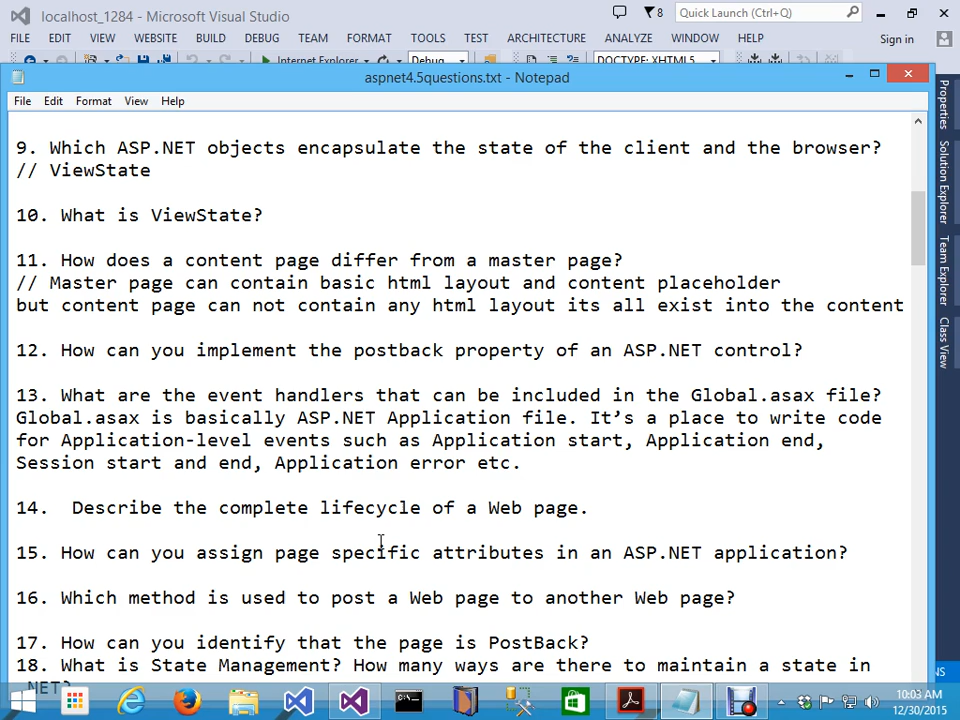 localhost_1284 - Microsoft Visual Studio
8
Quick Launch (Ctrl+Q)
FILE EDIT VIEW WEBSITE BUILD DEBUG TEAM FORMAT TOOLS TEST ARCHITECTURE ANALYZE WINDOW HELP
Sign in
Internet Explorer Debug DOCTYPE: XHTML5
aspnet4.5questions.txt - Notepad
File Edit Format View Help
9. Which ASP.NET objects encapsulate the state of the client and the browser?
// ViewState
10. What is ViewState?
11. How does a content page differ from a master page?
// Master page can contain basic html layout and content placeholder
but content page can not contain any html layout its all exist into the content
12. How can you implement the postback property of an ASP.NET control?
13. What are the event handlers that can be included in the Global.asax file?
Global.asax is basically ASP.NET Application file. It’s a place to write code
for Application-level events such as Application start, Application end,
Session start and end, Application error etc.
14.  Describe the complete lifecycle of a Web page.
15. How can you assign page specific attributes in an ASP.NET application?
16. Which method is used to post a Web page to another Web page?
17. How can you identify that the page is PostBack?
18. What is State Management? How many ways are there to maintain a state in
.NET?
Properties
Solution Explorer
Team Explorer
Class View
10:03 AM
12/30/2015